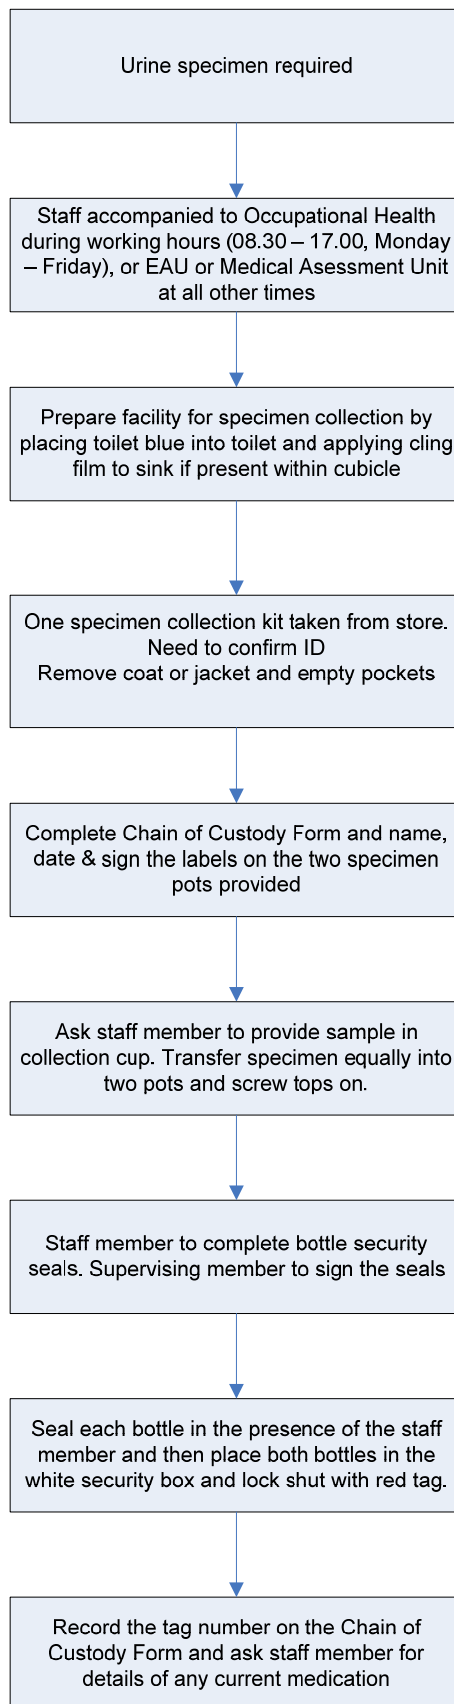 Urine specimen required
Staff accompanied to Occupational Health
during working hours (08.30 – 17.00, Monday
– Friday), or EAU or Medical Asessment Unit
at all other times
Prepare facility for specimen collection by
placing toilet blue into toilet and applying cling
film to sink if present within cubicle
One specimen collection kit taken from store.
Need to confirm ID
Remove coat or jacket and empty pockets
Complete Chain of Custody Form and name,
date & sign the labels on the two specimen
pots provided
Ask staff member to provide sample in
collection cup. Transfer specimen equally into
two pots and screw tops on.
Staff member to complete bottle security
seals. Supervising member to sign the seals
Seal each bottle in the presence of the staff
member and then place both bottles in the
white security box and lock shut with red tag.
Record the tag number on the Chain of
Custody Form and ask staff member for
details of any current medication